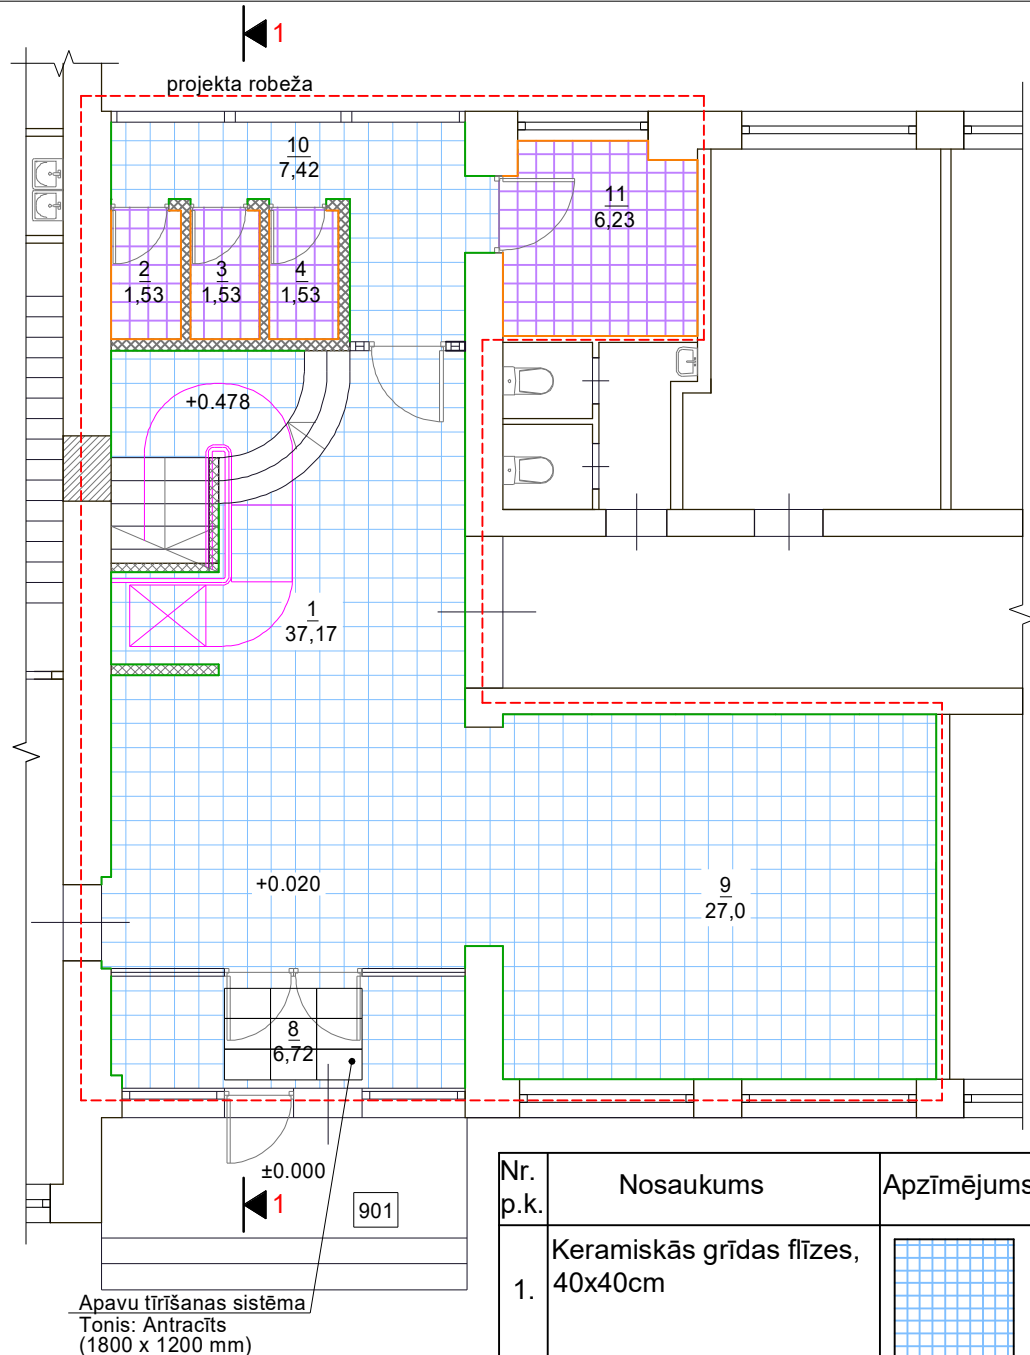 1
projekta robeža
10
7,42
11
6,23
2
1,53
3
1,53
4
1,53
+0.478
1
37,17
+0.020
9
27,0
8
6,72
±0.000
1
901
Apavu tīrīšanas sistēma
Tonis: Antracīts
(1800 x 1200 mm)
Nr.
p.k.
Nosaukums
Apzīmējums
1.
Keramiskās grīdas flīzes,
40x40cm